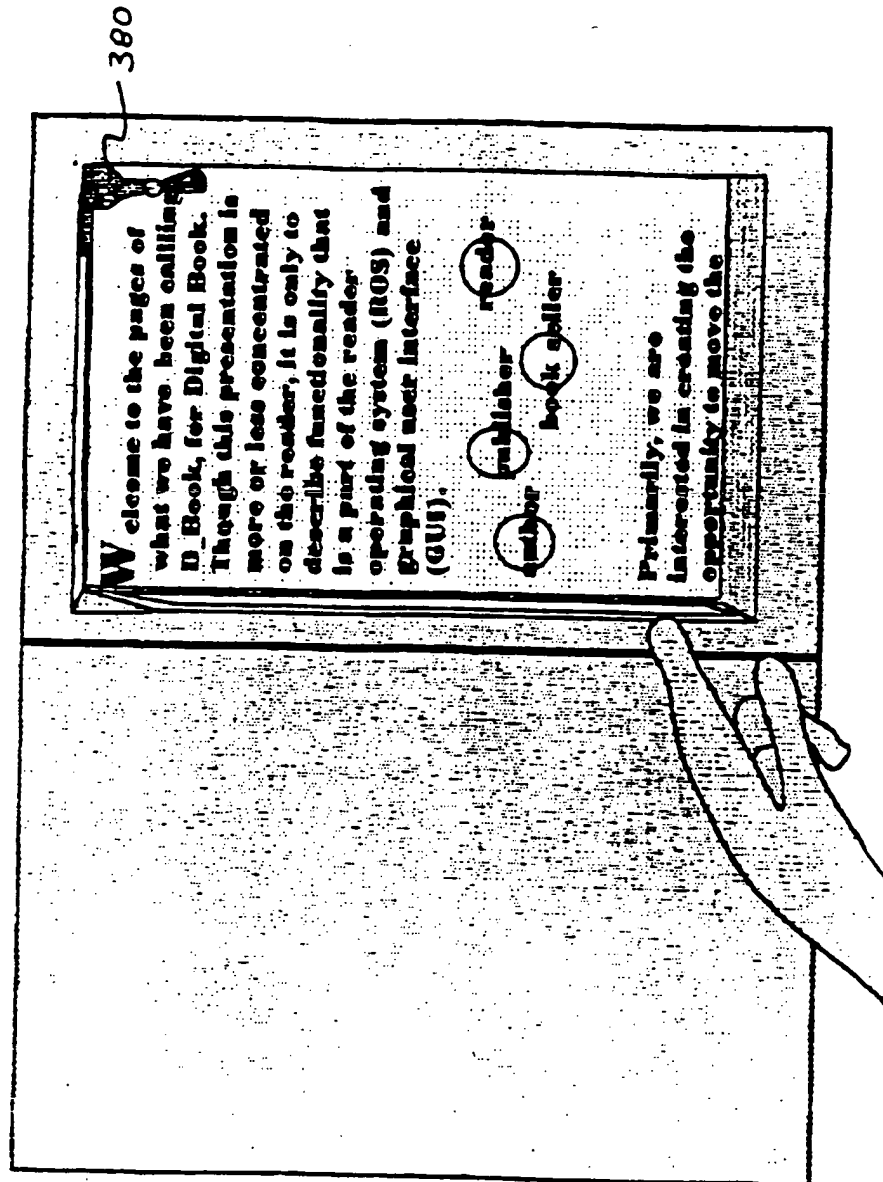 380
Welcome to the pages of
what we have been callling
D_Book, for Digital Book.
Though this presentation is
more or less concentrated
on the reader, it is only to
describe functionality that
is a part of the reader
operating system (ROS) and
graphical user interface
(GUI).
author
publisher
book seller
reader
Primarily, we are
interested in creating the
opportunity to move the